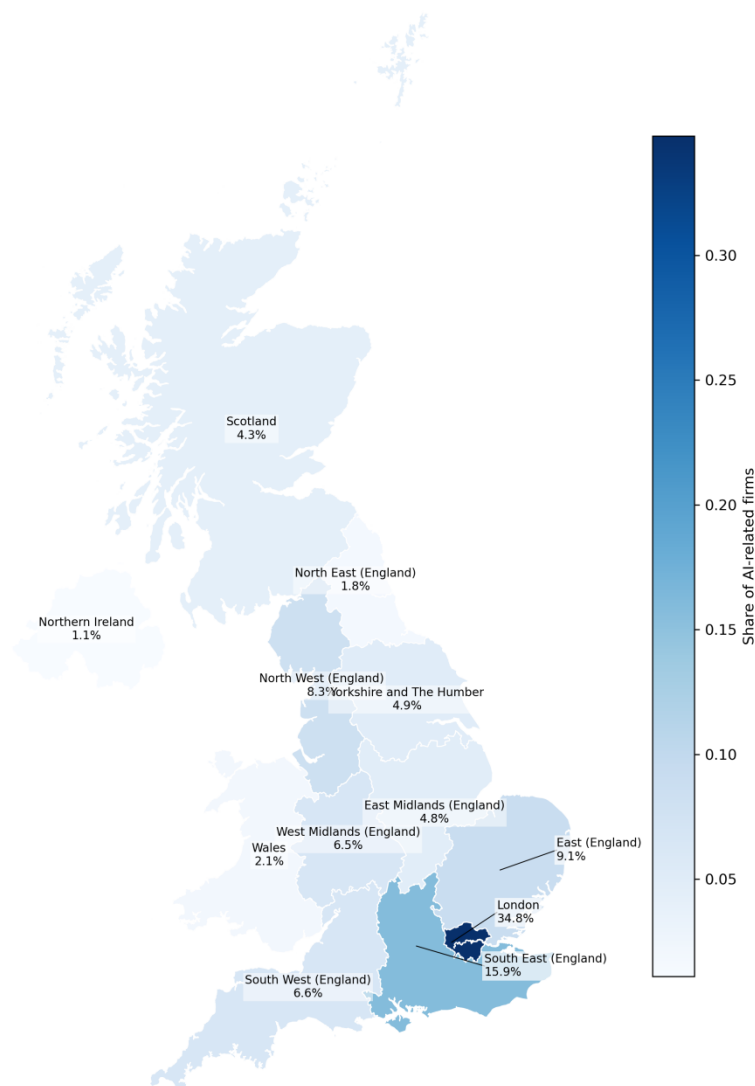 0.30
0.25
0.20
0.15
0.10
0.05
Share of AI-related firms
Scotland
4.3%
North East (England)
1.8%
Northern Ireland
1.1%
North West (England)
8.3%
Yorkshire and The Humber
4.9%
East Midlands (England)
4.8%
West Midlands (England)
6.5%
Wales
2.1%
East (England)
9.1%
London
34.8%
South East (England)
15.9%
South West (England)
6.6%